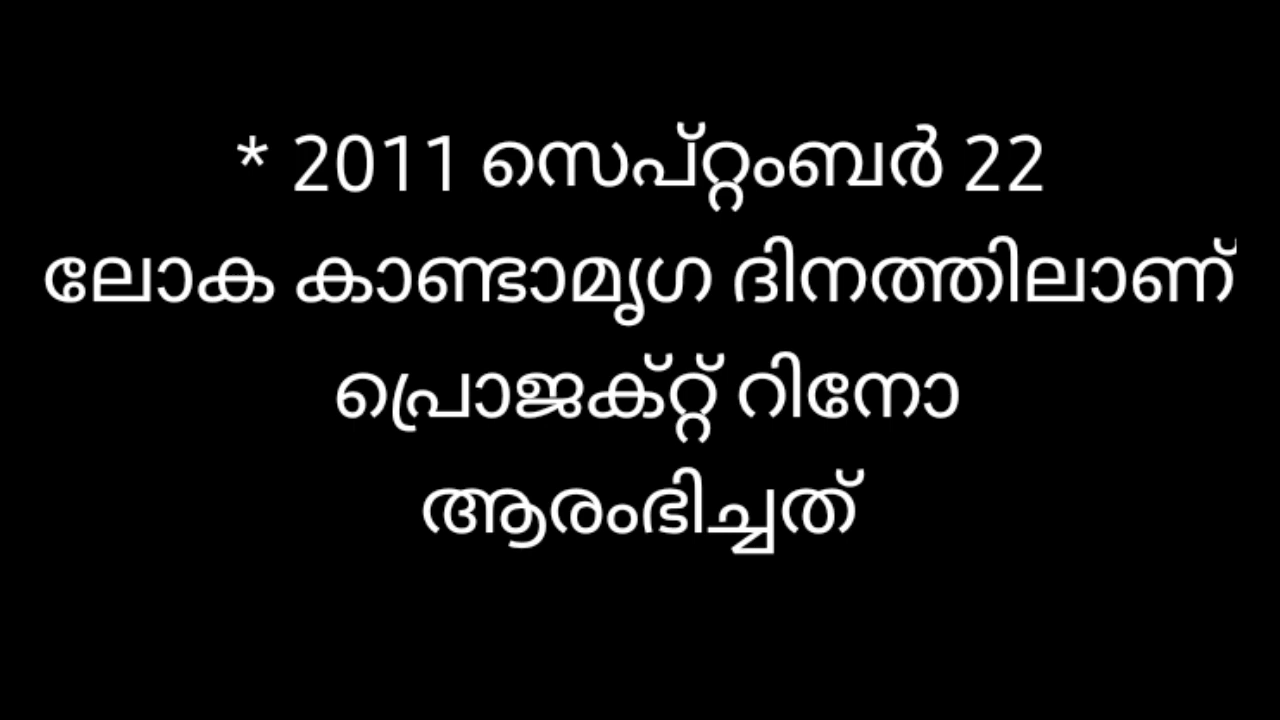 * 2011 സെപ്റ്റംബർ 22
ലോക കാണ്ടാമൃഗ ദിനത്തിലാണ്
പ്രൊജക്റ്റ് റിനോ
ആരംഭിച്ചത്